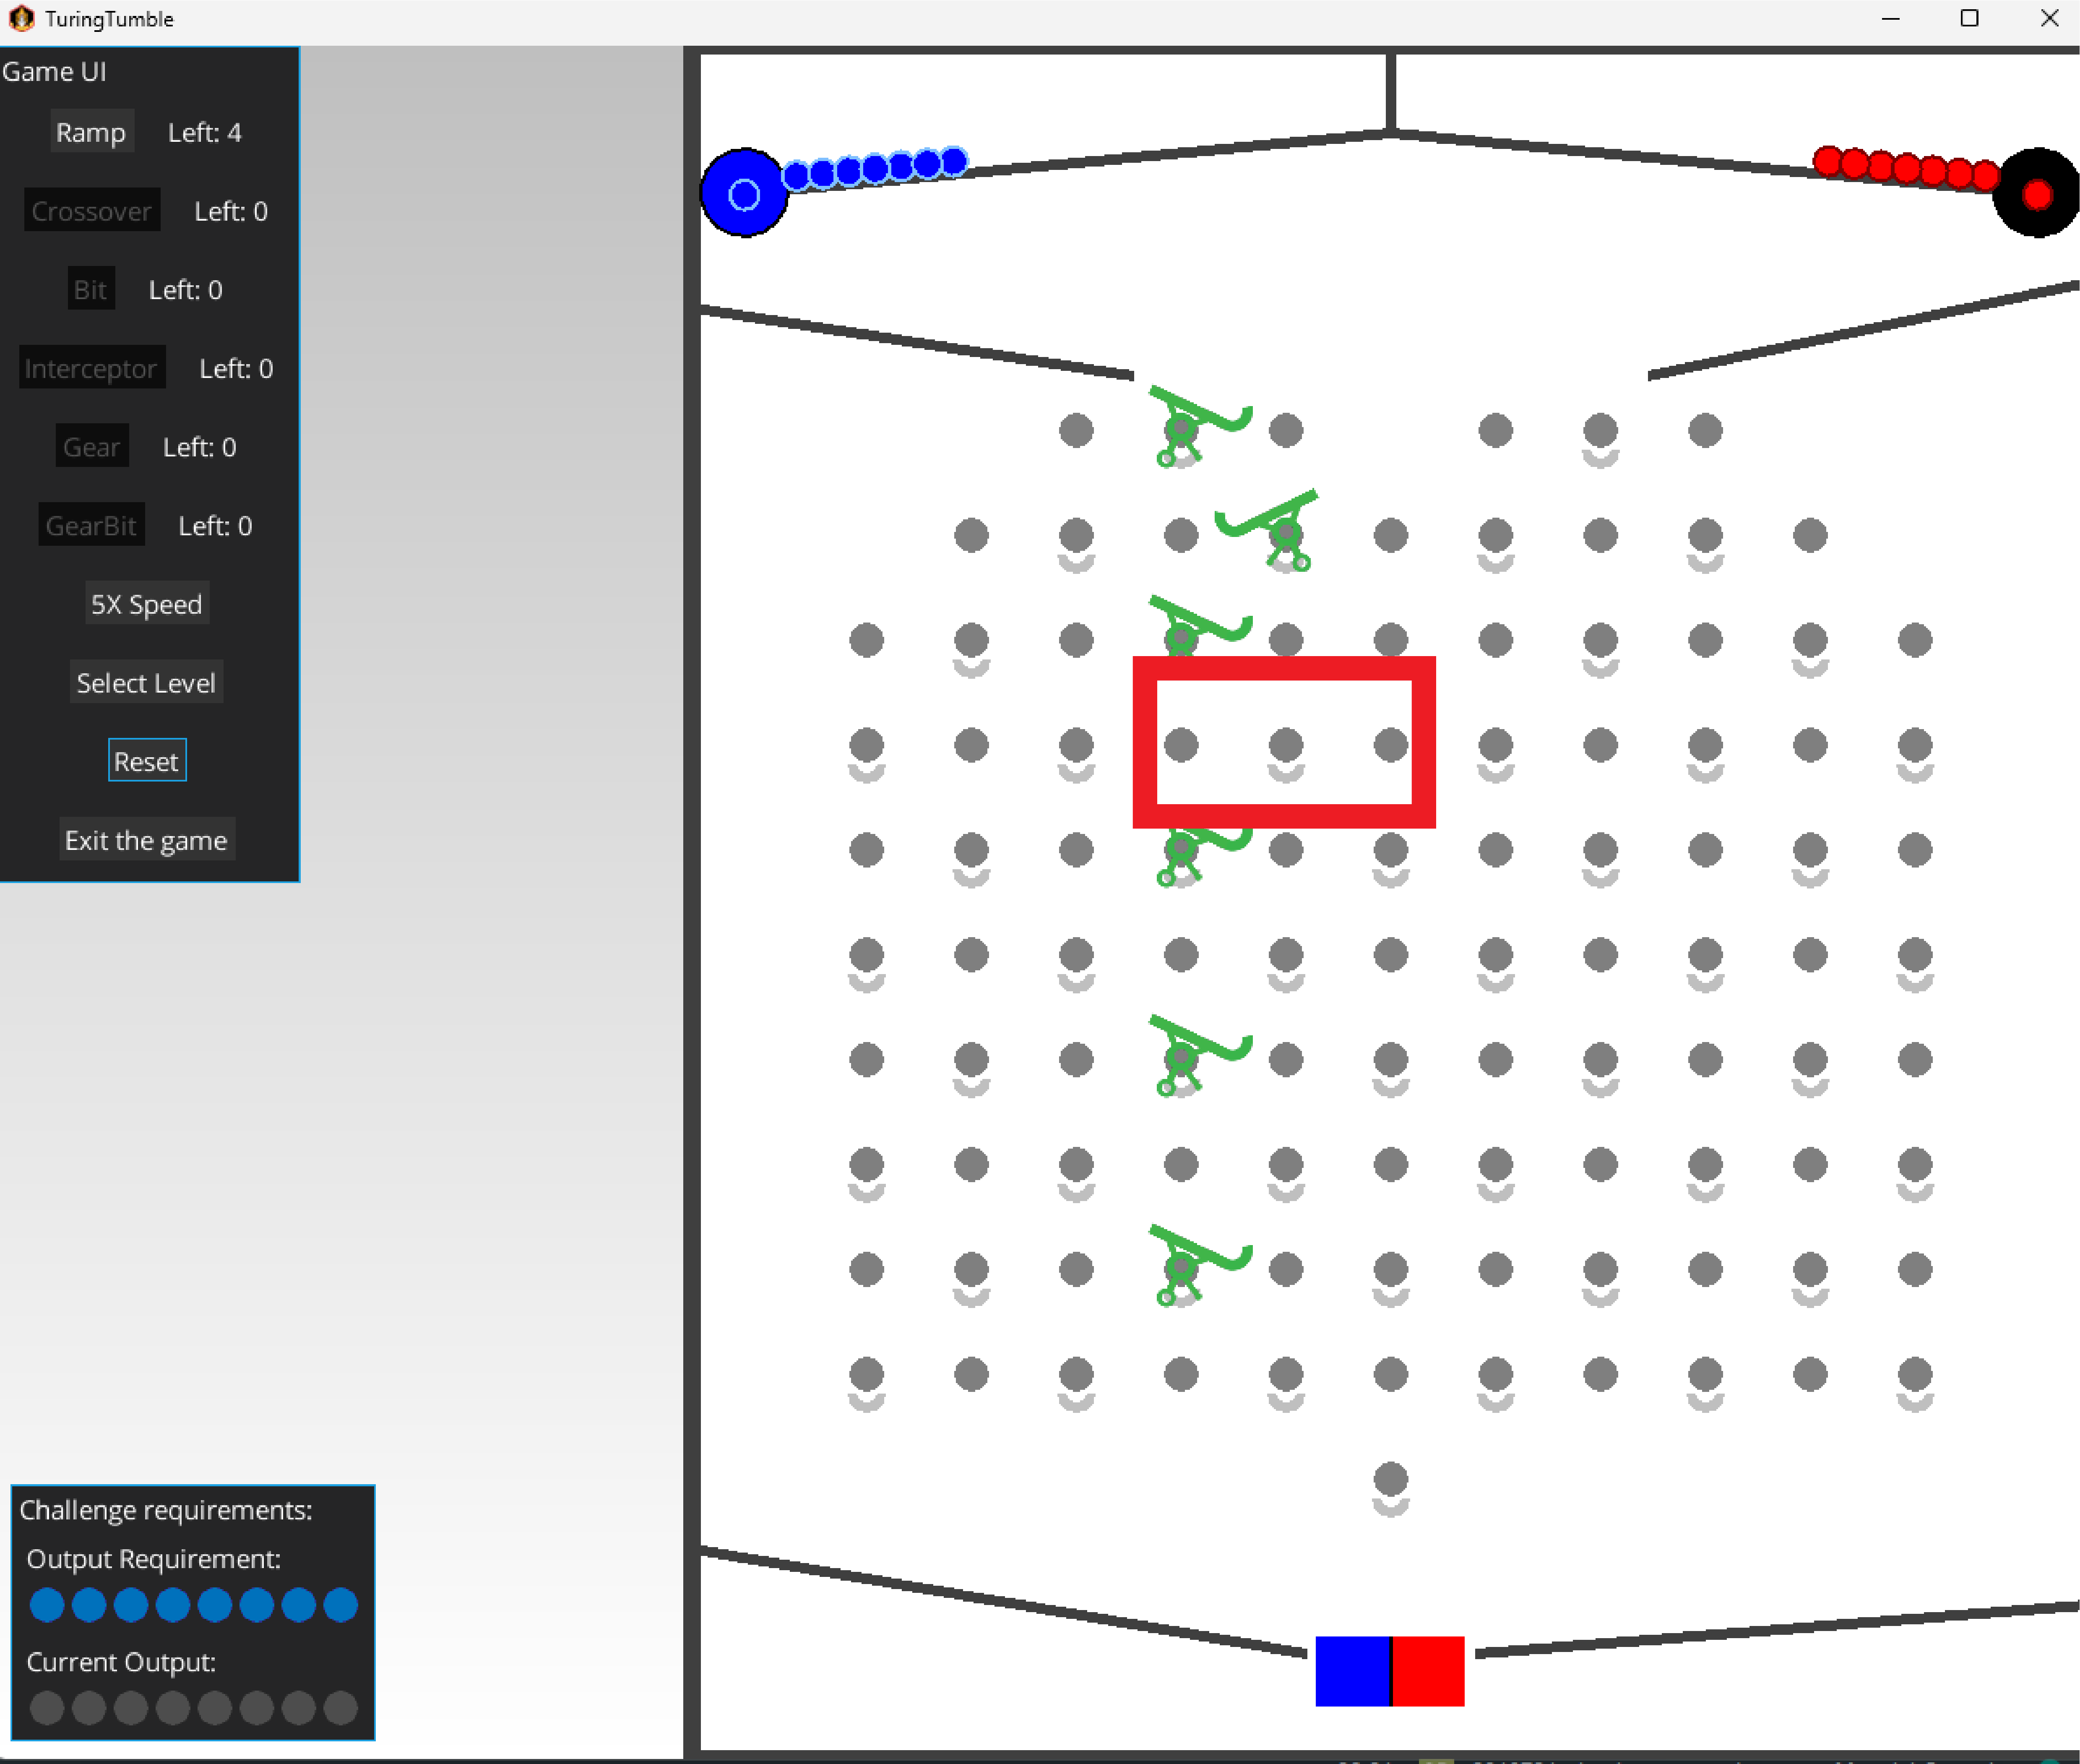 TuringTumble
Game UI
Ramp Left: 4
Crossover Left: 0
Bit Left: 0
Interceptor Left: 0
Gear Left: 0
GearBit Left: 0
5X Speed
Select Level
Reset
Exit the game
Challenge requirements:
Output Requirement:
Current Output: